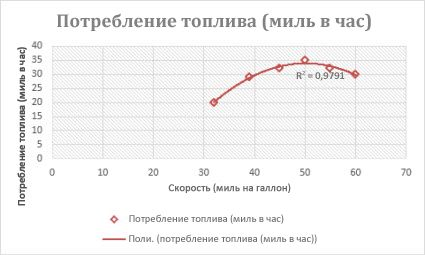 Потребление топлива (миль в час)
Потребление топлива (миль в час)
40
35
30
25
20
15
10
5
0
R² = 0,9791
0 10 20 30 40 50 60 70
Скорость (миль на галлон)
Потребление топлива (миль в час)
Поли. (потребление топлива (миль в час))